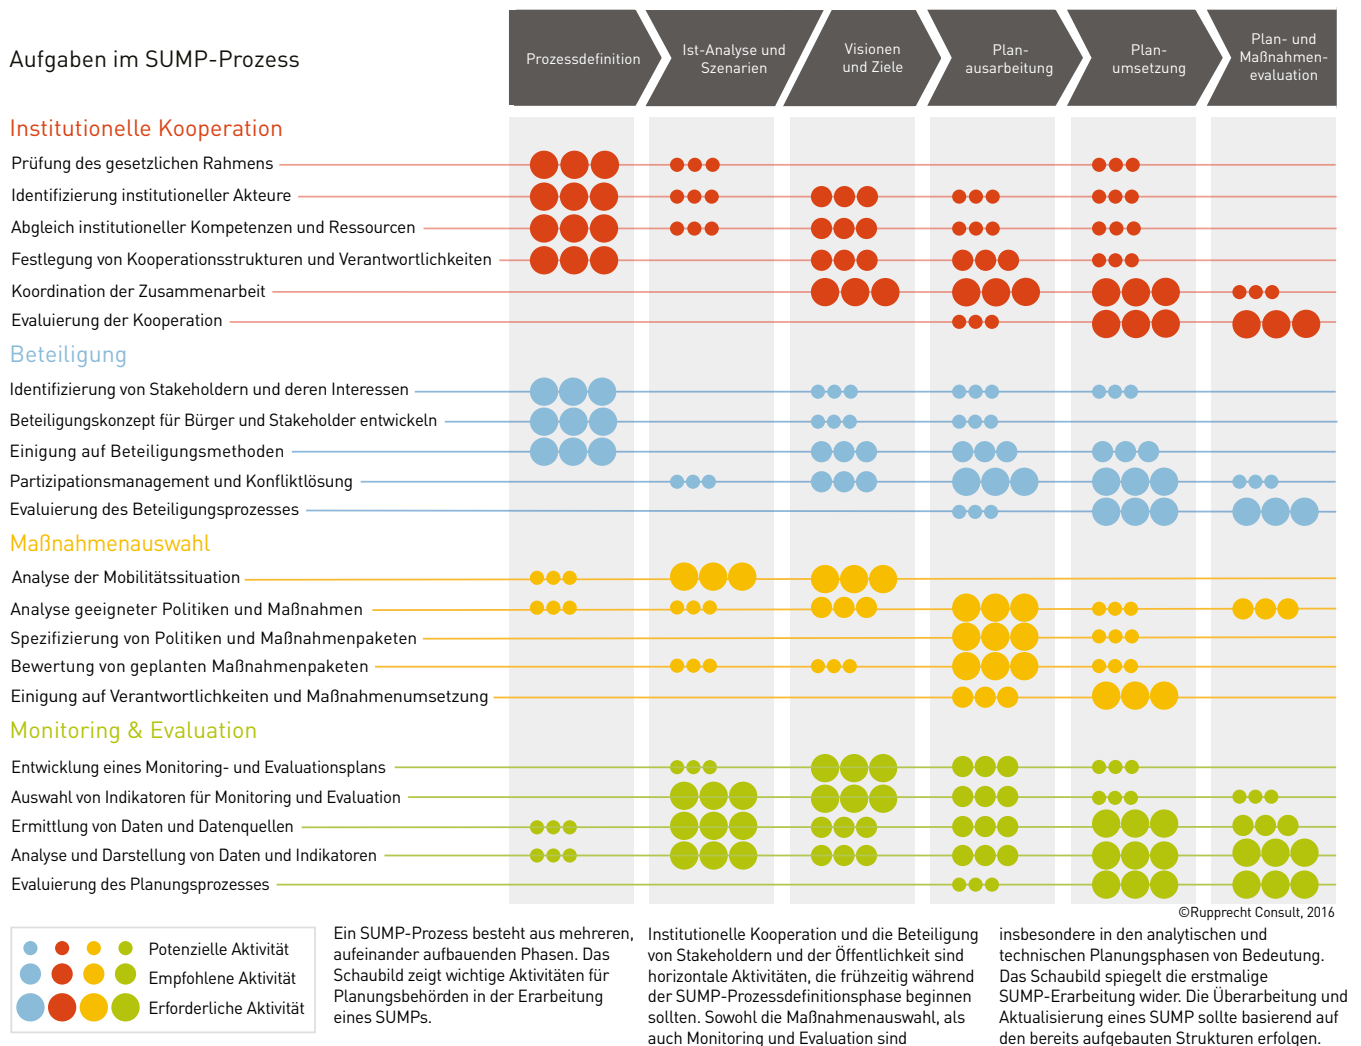 Aufgaben im SUMP-Prozess
Prozessdefinition
Ist-Analyse und
Szenarien
Visionen
und Ziele
Plan-
ausarbeitung
Plan-
umsetzung
Plan- und
Maßnahmen-
evaluation
Institutionelle Kooperation
Prüfung des gesetzlichen Rahmens
Identifizierung institutioneller Akteure
Abgleich institutioneller Kompetenzen und Ressourcen
Festlegung von Kooperationsstrukturen und Verantwortlichkeiten
Koordination der Zusammenarbeit
Evaluierung der Kooperation
Beteiligung
Identifizierung von Stakeholdern und deren Interessen
Beteiligungskonzept für Bürger und Stakeholder entwickeln
Einigung auf Beteiligungsmethoden
Partizipationsmanagement und Konfliktlösung
Evaluierung des Beteiligungsprozesses
Maßnahmenauswahl
Analyse der Mobilitätssituation
Analyse geeigneter Politiken und Maßnahmen
Spezifizierung von Politiken und Maßnahmenpaketen
Bewertung von geplanten Maßnahmenpaketen
Einigung auf Verantwortlichkeiten und Maßnahmenumsetzung
Monitoring & Evaluation
Entwicklung eines Monitoring- und Evaluationsplans
Auswahl von Indikatoren für Monitoring und Evaluation
Ermittlung von Daten und Datenquellen
Analyse und Darstellung von Daten und Indikatoren
Evaluierung des Planungsprozesses
©Rupprecht Consult, 2016
Potenzielle Aktivität
Empfohlene Aktivität
Erforderliche Aktivität
Ein SUMP-Prozess besteht aus mehreren,
aufeinander aufbauenden Phasen. Das
Schaubild zeigt wichtige Aktivitäten für
Planungsbehörden in der Erarbeitung
eines SUMPs.
Institutionelle Kooperation und die Beteiligung
von Stakeholdern und der Öffentlichkeit sind
horizontale Aktivitäten, die frühzeitig während
der SUMP-Prozessdefinitionsphase beginnen
sollten. Sowohl die Maßnahmenauswahl, als
auch Monitoring und Evaluation sind
insbesondere in den analytischen und
technischen Planungsphasen von Bedeutung.
Das Schaubild spiegelt die erstmalige
SUMP-Erarbeitung wider. Die Überarbeitung und
Aktualisierung eines SUMP sollte basierend auf
den bereits aufgebauten Strukturen erfolgen.